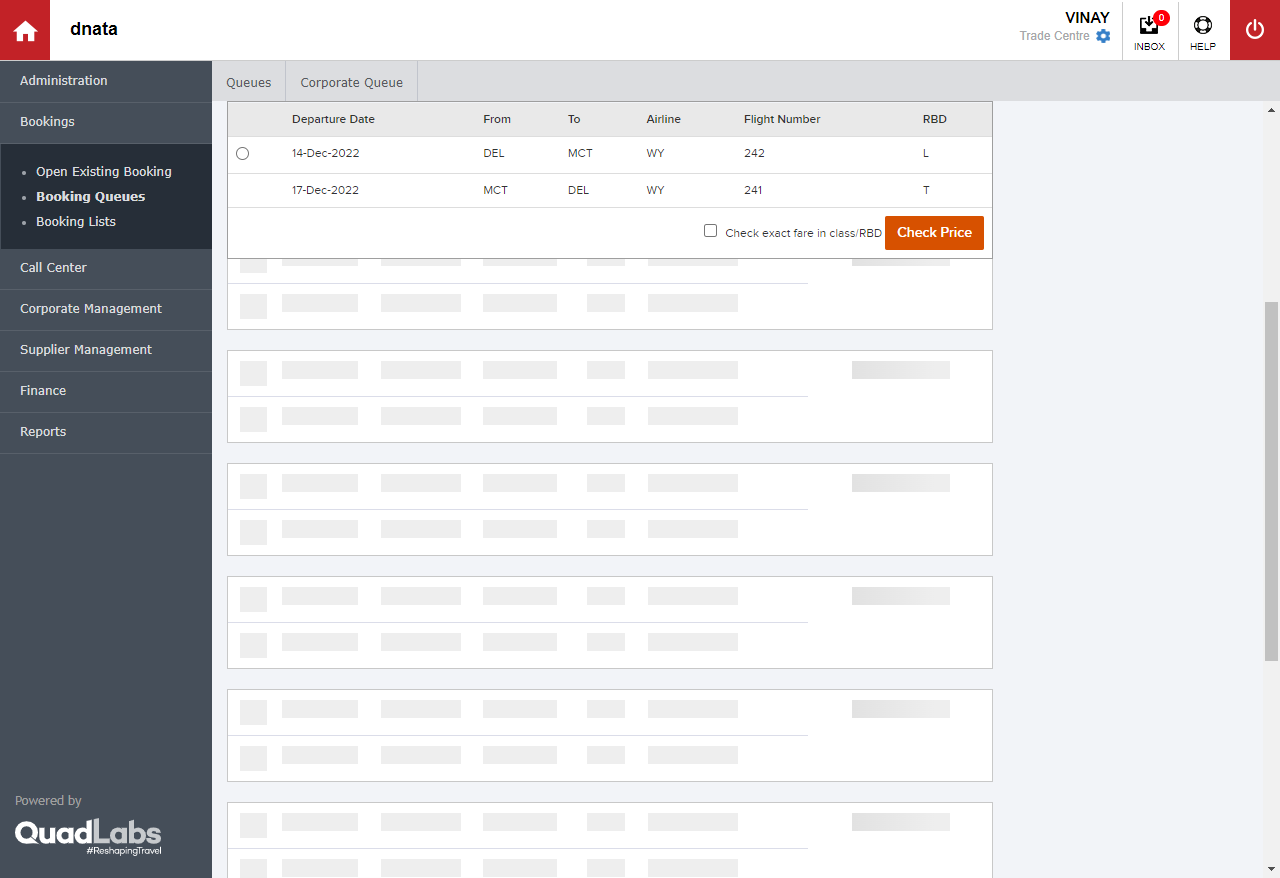 dnata
VINAY
Trade Centre
0
INBOX
HELP
Administration
Bookings
Open Existing Booking
Booking Queues
Booking Lists
Call Center
Corporate Management
Supplier Management
Finance
Reports
Powered by
QuadLabs
#ReshapingTravel
Queues Corporate Queue
Departure Date From To Airline Flight Number RBD
14-Dec-2022 DEL MCT WY 242 L
17-Dec-2022 MCT DEL WY 241 T
Check exact fare in class/RBD Check Price